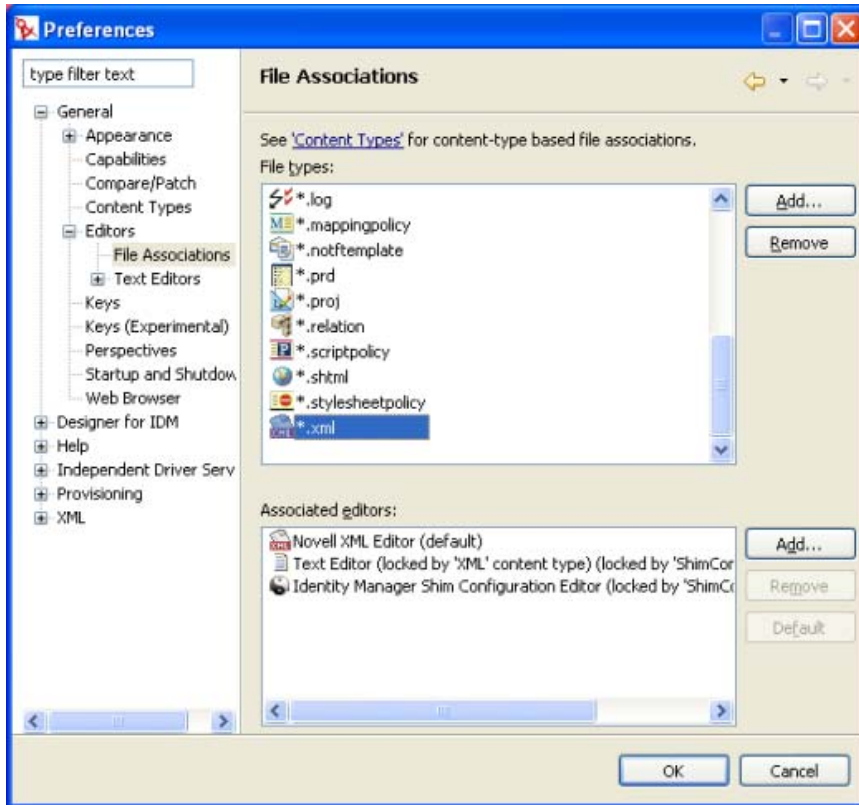 Preferences
type filter text
General
Appearance
Capabilities
Compare/Patch
Content Types
Editors
File Associations
Text Editors
Keys
Keys (Experimental)
Perspectives
Startup and Shutdow
Web Browser
Designer for IDM
Help
Independent Driver Serv
Provisioning
XML
File Associations
See 'Content Types' for content-type based file associations.
File types:
*.log
*.mappingpolicy
*.notftemplate
*.prd
*.proj
*.relation
*.scriptpolicy
*.shtml
*.stylesheetpolicy
*.xml
Add...
Remove
Associated editors:
Novell XML Editor (default)
Text Editor (locked by 'XML' content type) (locked by 'ShimCor
Identity Manager Shim Configuration Editor (locked by 'ShimCo
Add...
Remove
Default
OK
Cancel